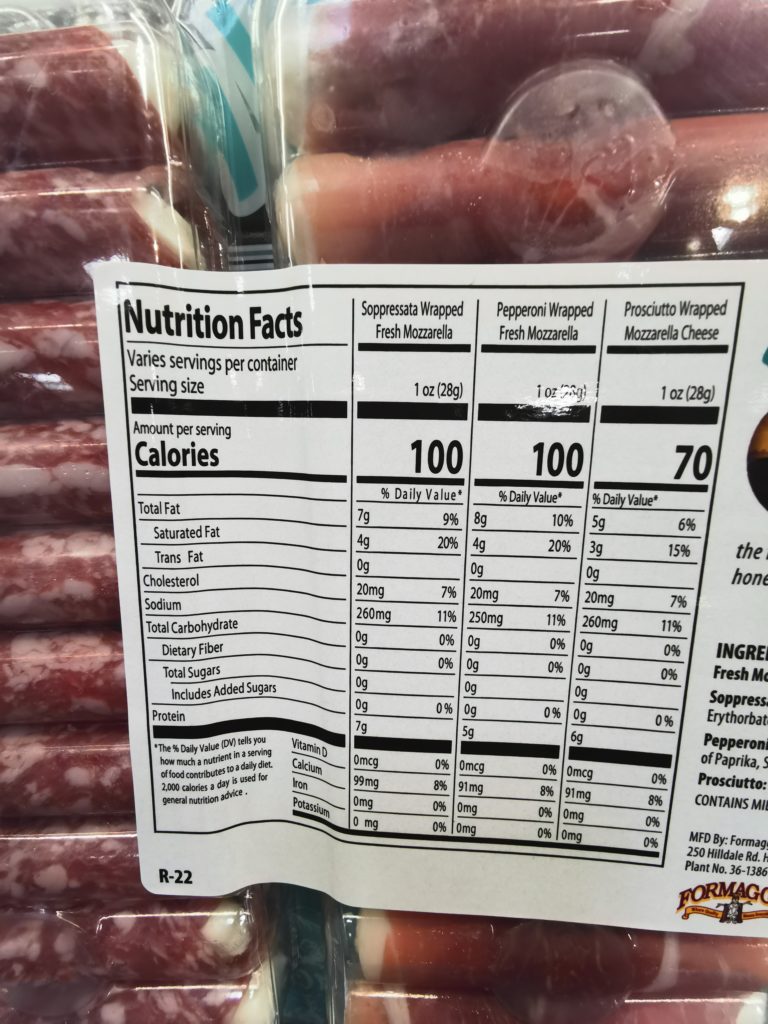 Nutrition Facts
Varies servings per container
Serving size
Soppressata Wrapped
Fresh Mozzarella
Pepperoni Wrapped
Fresh Mozzarella
Prosciutto Wrapped
Mozzarella Cheese
1 oz (28g) 1 oz (28g) 1 oz (28g)
Amount per serving
Calories 100 100 70
% Daily Value* % Daily Value* % Daily Value*
Total Fat 7g 9% 8g 10% 5g 6%
Saturated Fat 4g 20% 4g 20% 3g 15%
Trans Fat 0g 0g 0g
Cholesterol 20mg 7% 20mg 7% 20mg 7%
Sodium 260mg 11% 250mg 11% 260mg 11%
Total Carbohydrate 0g 0% 0g 0% 0g 0%
Dietary Fiber 0g 0% 0g 0% 0g 0%
Total Sugars 0g 0g 0g
Includes Added Sugars 0g 0% 0g 0% 0g 0%
Protein 7g 5g 6g
*The % Daily Value (DV) tells you
how much a nutrient in a serving
of food contributes to a daily diet.
2,000 calories a day is used for
general nutrition advice .
Vitamin D 0mcg 0% 0mcg 0% 0mcg 0%
Calcium 99mg 8% 91mg 8% 91mg 8%
Iron 0mg 0% 0mg 0% 0mg 0%
Potassium 0 mg 0% 0mg 0% 0mg 0%
R-22
the
Fresh
Prosciutto:
of Paprika,
CONTAINS
MFD By:
250 Hilldale Rd.
Plant No. 36-1386